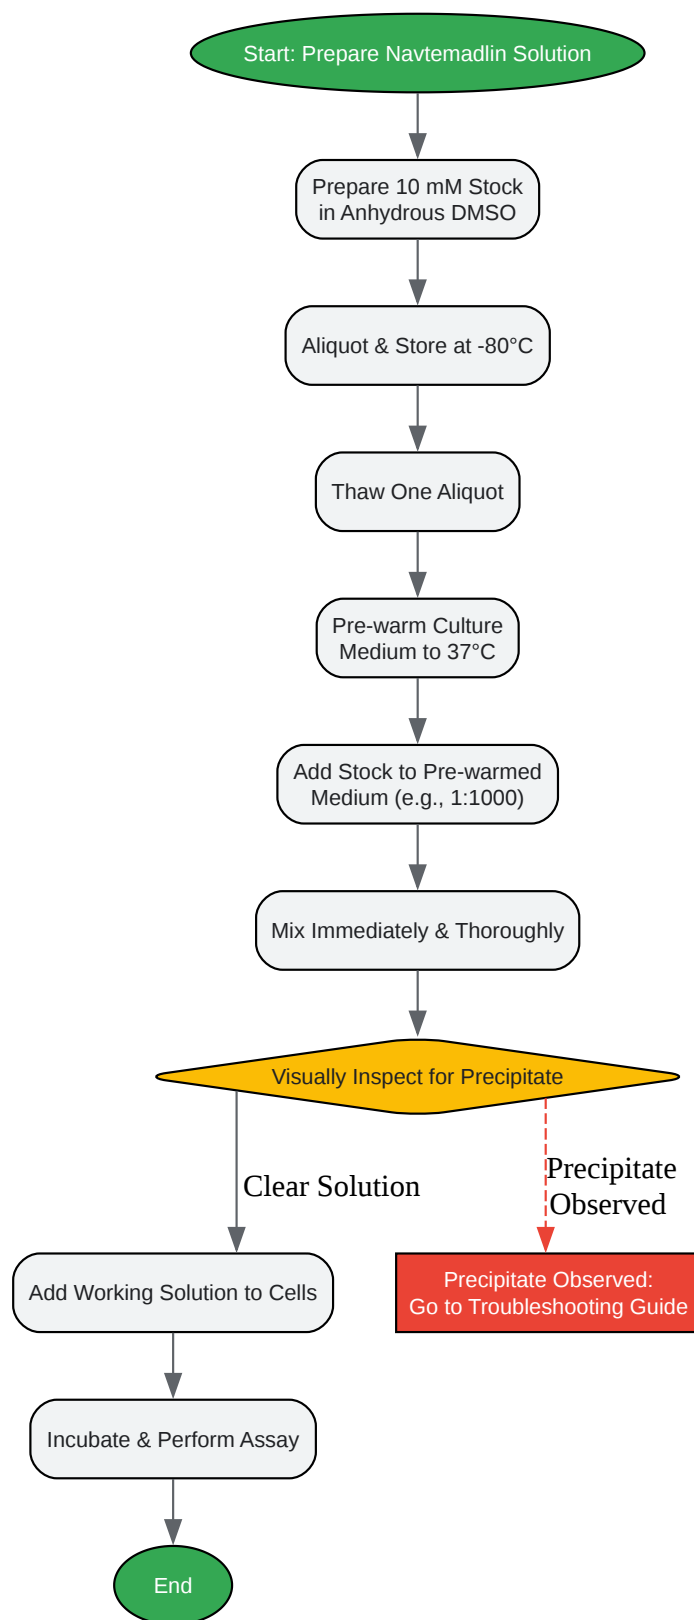 Start: Prepare Navtemadlin Solution
Prepare 10 mM Stock
in Anhydrous DMSO
Aliquot & Store at -80°C
Thaw One Aliquot
Pre-warm Culture
Medium to 37°C
Add Stock to Pre-warmed
Medium (e.g., 1:1000)
Mix Immediately & Thoroughly
Visually Inspect for Precipitate
Clear Solution
Precipitate
Observed
Add Working Solution to Cells
Precipitate Observed:
Go to Troubleshooting Guide
Incubate & Perform Assay
End